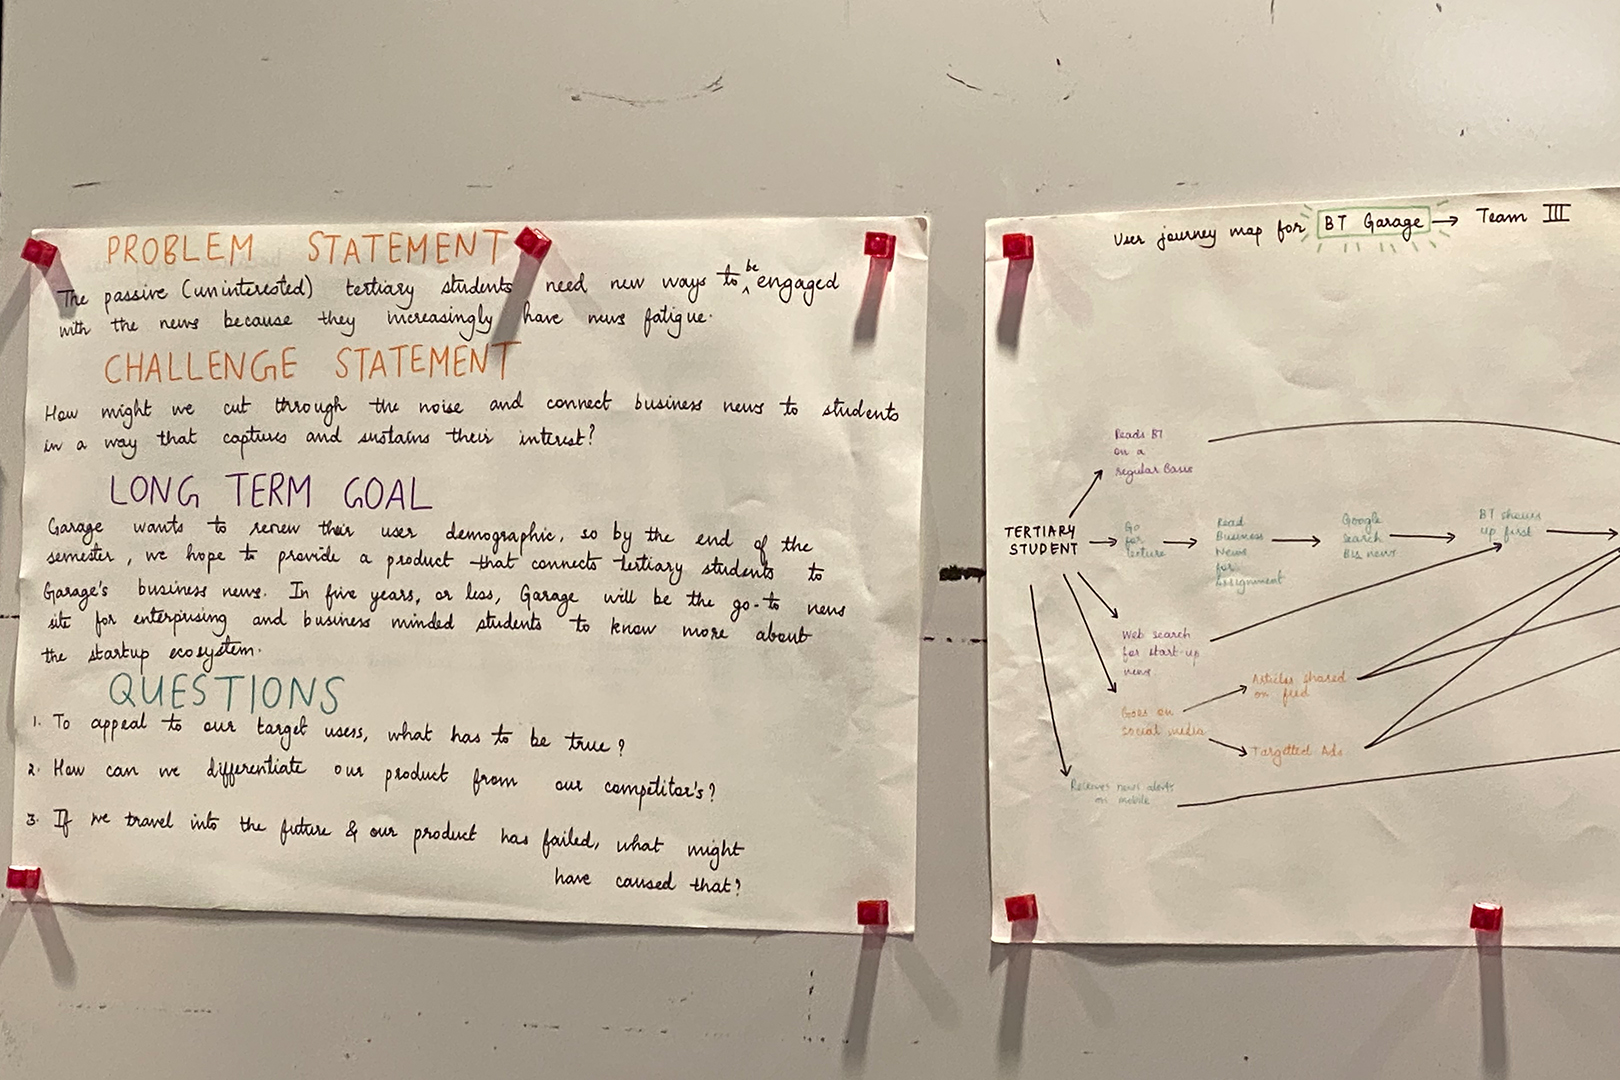 PROBLEM STATEMENT
The passive (uninterested) tertiary students need new ways to be engaged
with the news because they increasingly have news fatigue.
CHALLENGE STATEMENT
How might we cut through the noise and connect business news to students
in a way that captures and sustains their interest?
LONG TERM GOAL
Garage wants to renew their user demographic, so by the end of the
semester, we hope to provide a product that connects tertiary students to
Garage's business news. In five years, or less, Garage will be the go-to news
site for enterprising and business minded students to know more about
the startup ecosystem.
QUESTIONS
1. To appeal to our target users, what has to be true?
2. How can we differentiate our product from our competitor's?
3. If we travel into the future & our product has failed, what might
have caused that?
User journey map for BT Garage → Team III
Reads BT
on a
regular basis
TERTIARY
STUDENT
Go
for
lecture
Read
Business
News
for
assignment
Google
search
Bis news
BT shows
up first
Web search
for start-up
news
Goes on
social media
Articles shared
on feed
Targetted Ads
Receives news alerts
on mobile